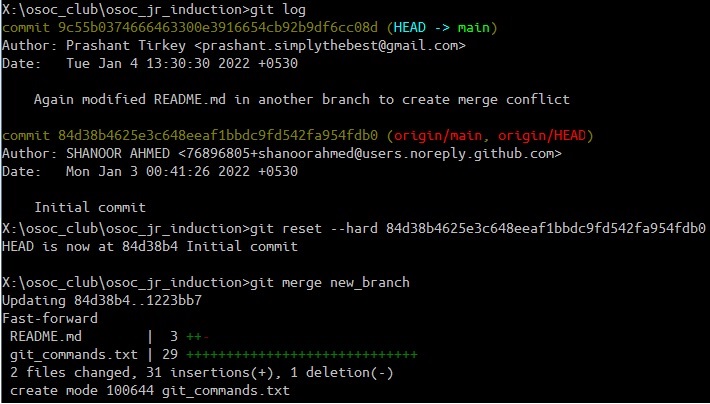 X:\osoc_club\osoc_jr_induction>git log
commit 9c55b0374666463300e3916654cb92b9df6cc08d (HEAD -> main)
Author: Prashant Tirkey <prashant.simplythebest@gmail.com>
Date:   Tue Jan 4 13:30:30 2022 +0530
Again modified README.md in another branch to create merge conflict
commit 84d38b4625e3c648eeaf1bbdc9fd542fa954fdb0 (origin/main, origin/HEAD)
Author: SHANOOR AHMED <76896805+shanoorahmed@users.noreply.github.com>
Date:   Mon Jan 3 00:41:26 2022 +0530
Initial commit
X:\osoc_club\osoc_jr_induction>git reset --hard 84d38b4625e3c648eeaf1bbdc9fd542fa954fdb0
HEAD is now at 84d38b4 Initial commit
X:\osoc_club\osoc_jr_induction>git merge new_branch
Updating 84d38b4..1223bb7
Fast-forward
README.md        |  3 ++-
git_commands.txt | 29 +++++++++++++++++++++++++++++
2 files changed, 31 insertions(+), 1 deletion(-)
create mode 100644 git_commands.txt